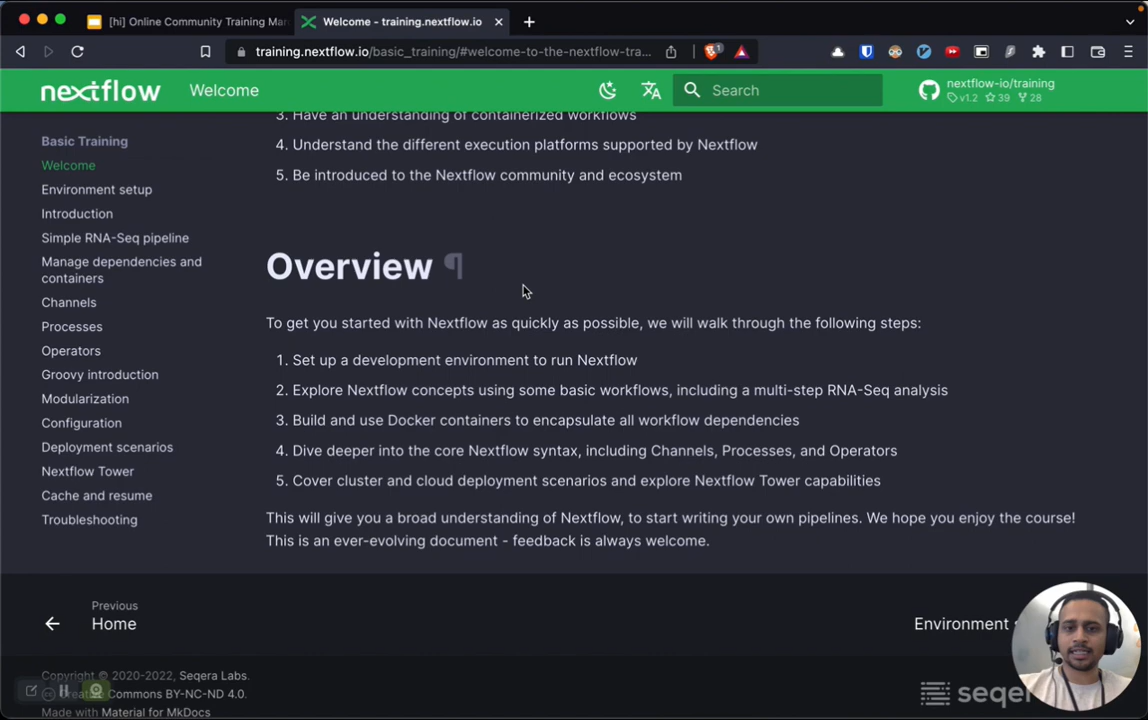 [hi] Online Community Training Mar
Welcome - training.nextflow.io
training.nextflow.io/basic_training/#welcome-to-the-nextflow-tra...
1
nextflow
Welcome
Search
nextflow-io/training
v1.2 39 28
Basic Training
Welcome
Environment setup
Introduction
Simple RNA-Seq pipeline
Manage dependencies and
containers
Channels
Processes
Operators
Groovy introduction
Modularization
Configuration
Deployment scenarios
Nextflow Tower
Cache and resume
Troubleshooting
3. Have an understanding of containerized workflows
4. Understand the different execution platforms supported by Nextflow
5. Be introduced to the Nextflow community and ecosystem
Overview ¶
To get you started with Nextflow as quickly as possible, we will walk through the following steps:
1. Set up a development environment to run Nextflow
2. Explore Nextflow concepts using some basic workflows, including a multi-step RNA-Seq analysis
3. Build and use Docker containers to encapsulate all workflow dependencies
4. Dive deeper into the core Nextflow syntax, including Channels, Processes, and Operators
5. Cover cluster and cloud deployment scenarios and explore Nextflow Tower capabilities
This will give you a broad understanding of Nextflow, to start writing your own pipelines. We hope you enjoy the course!
This is an ever-evolving document - feedback is always welcome.
Previous
Home
Environment
Copyright © 2020-2022, Seqera Labs.
Commons BY-NC-ND 4.0.
Made with Material for MkDocs
seqer